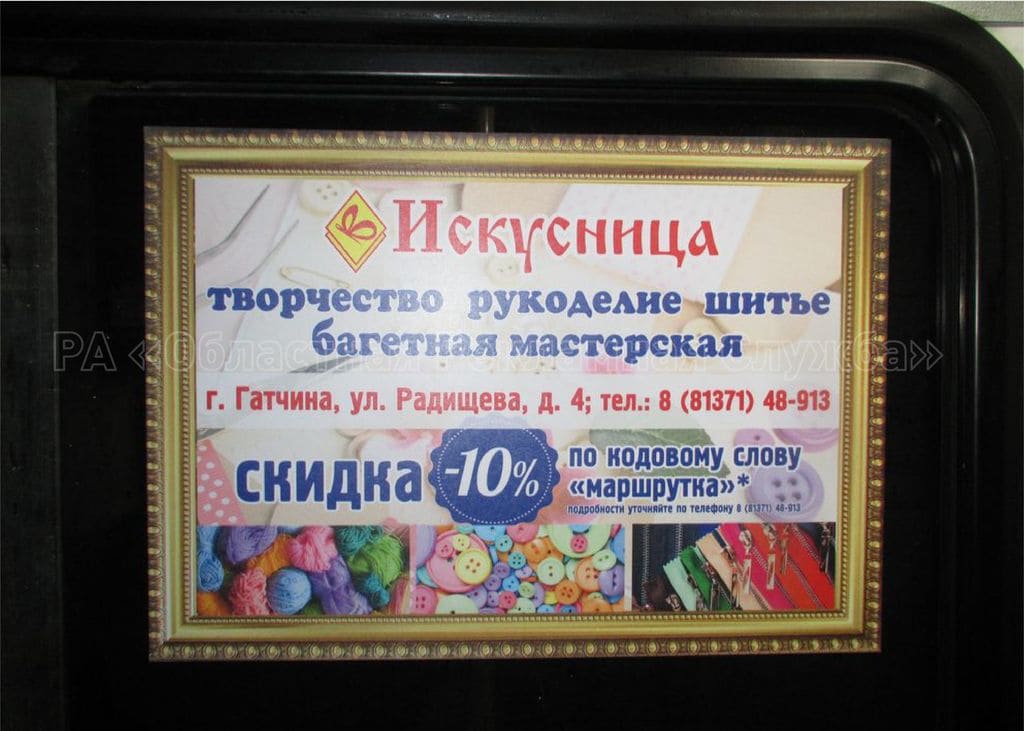 Искусница
творчество рукоделие шитье
багетная мастерская
РА «Областная рекламная служба»
г. Гатчина, ул. Радищева, д. 4; тел.: 8 (81371) 48-913
скидка -10% по кодовому слову
«маршрутка»*
подробности уточняйте по телефону 8 (81371) 48-913